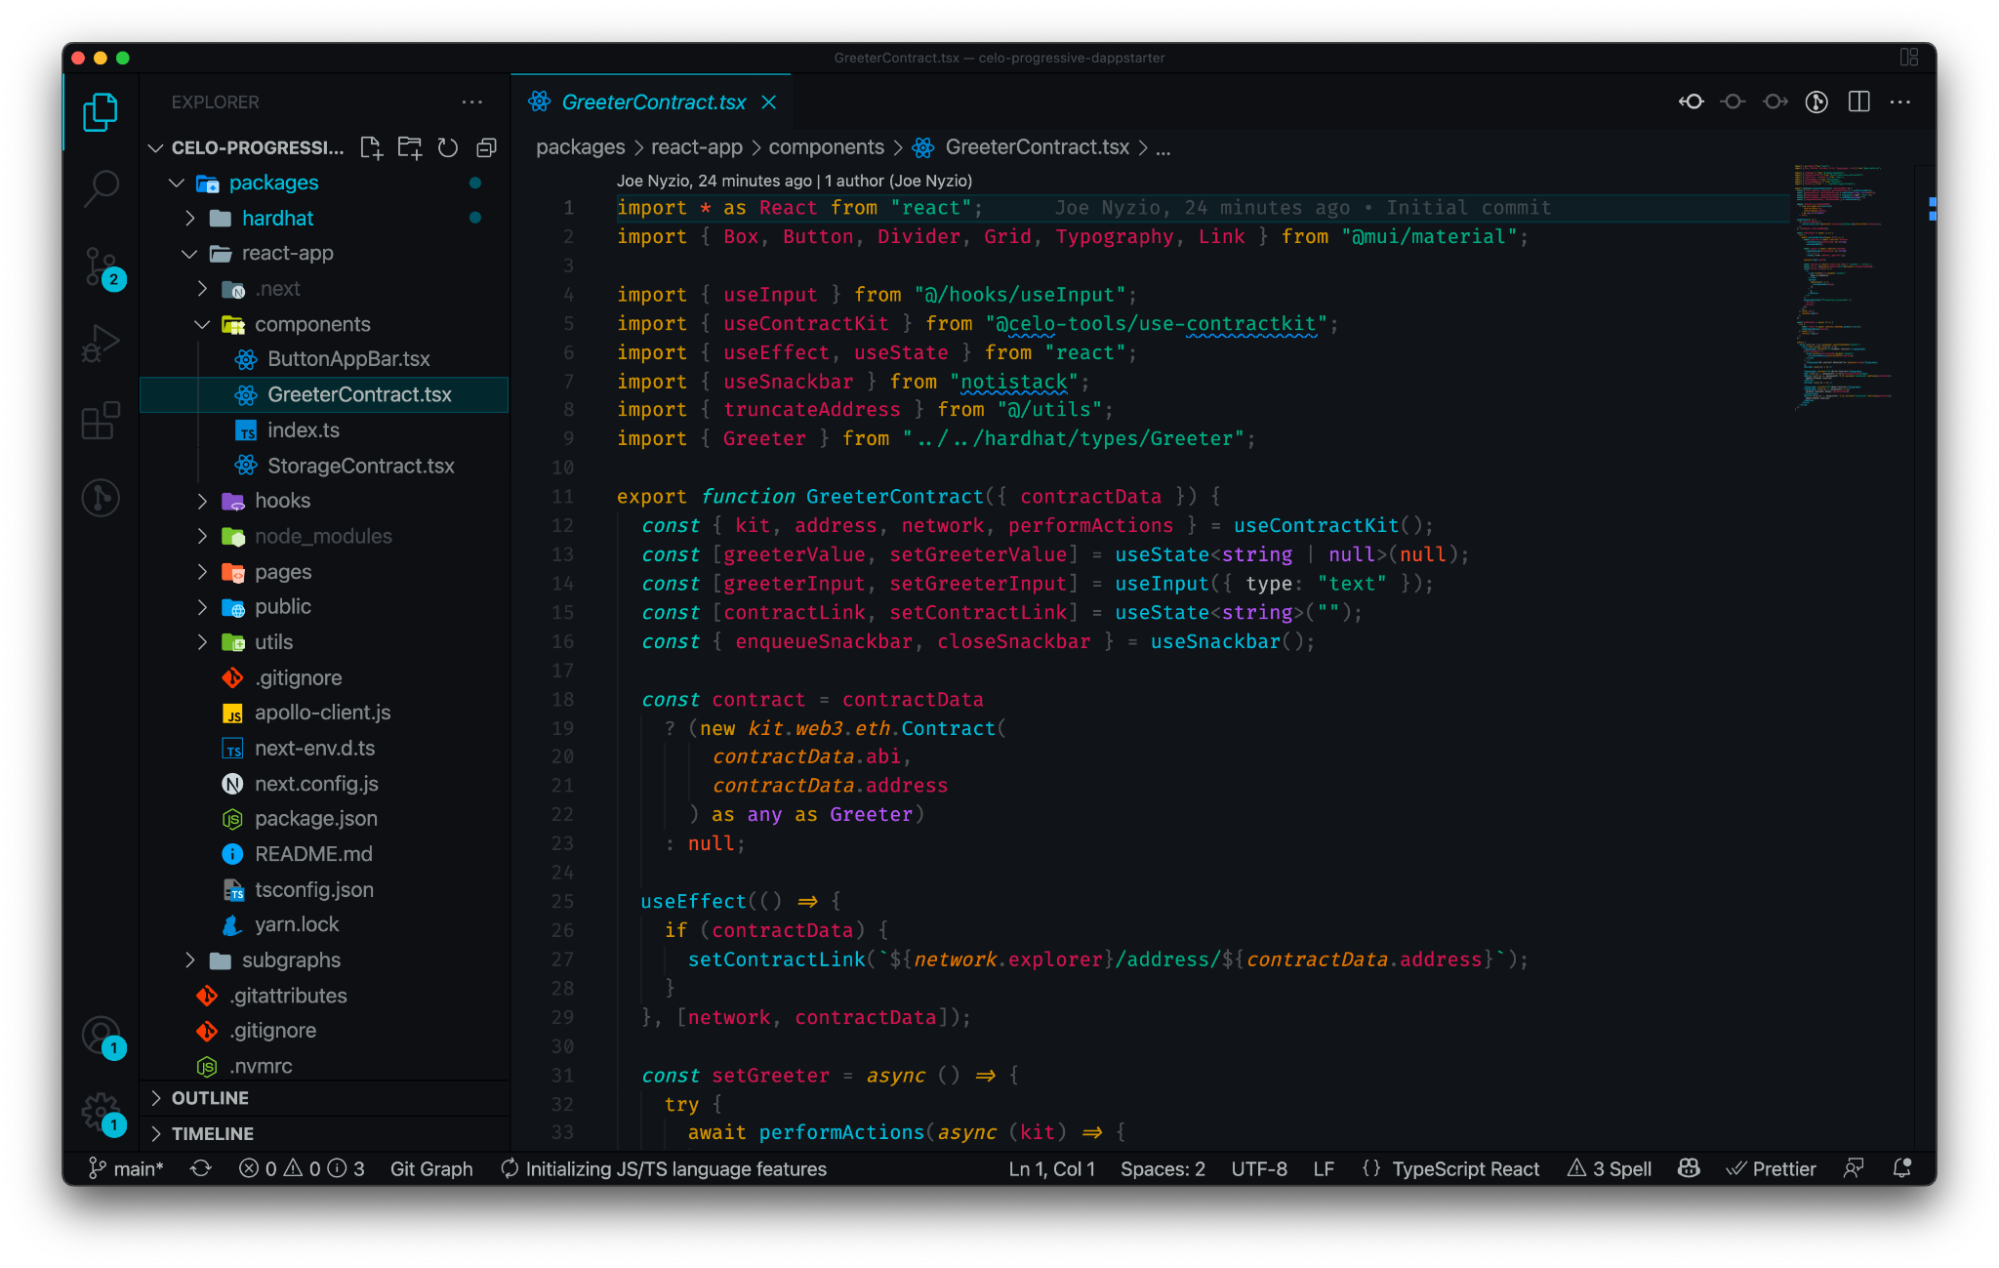 GreeterContract.tsx — celo-progressive-dappstarter
EXPLORER
CELO-PROGRESSI...
packages
hardhat
react-app
.next
components
ButtonAppBar.tsx
GreeterContract.tsx
index.ts
StorageContract.tsx
hooks
node_modules
pages
public
utils
.gitignore
apollo-client.js
next-env.d.ts
next.config.js
package.json
README.md
tsconfig.json
yarn.lock
subgraphs
.gitattributes
.gitignore
.nvmrc
OUTLINE
TIMELINE
2
1
1
GreeterContract.tsx
packages > react-app > components > GreeterContract.tsx > ...
Joe Nyzio, 24 minutes ago | 1 author (Joe Nyzio)
1 import * as React from "react"; Joe Nyzio, 24 minutes ago • Initial commit
2 import { Box, Button, Divider, Grid, Typography, Link } from "@mui/material";
3
4 import { useInput } from "@/hooks/useInput";
5 import { useContractKit } from "@celo-tools/use-contractkit";
6 import { useEffect, useState } from "react";
7 import { useSnackbar } from "notistack";
8 import { truncateAddress } from "@/utils";
9 import { Greeter } from "../../hardhat/types/Greeter";
10
11 export function GreeterContract({ contractData }) {
12 const { kit, address, network, performActions } = useContractKit();
13 const [greeterValue, setGreeterValue] = useState<string | null>(null);
14 const [greeterInput, setGreeterInput] = useInput({ type: "text" });
15 const [contractLink, setContractLink] = useState<string>("");
16 const { enqueueSnackbar, closeSnackbar } = useSnackbar();
17
18 const contract = contractData
19 ? (new kit.web3.eth.Contract(
20 contractData.abi,
21 contractData.address
22 ) as any as Greeter)
23 : null;
24
25 useEffect(() => {
26 if (contractData) {
27 setContractLink(`${network.explorer}/address/${contractData.address}`);
28 }
29 }, [network, contractData]);
30
31 const setGreeter = async () => {
32 try {
33 await performActions(async (kit) => {
main* 0 0 3 Git Graph Initializing JS/TS language features Ln 1, Col 1 Spaces: 2 UTF-8 LF {} TypeScript React 3 Spell Prettier